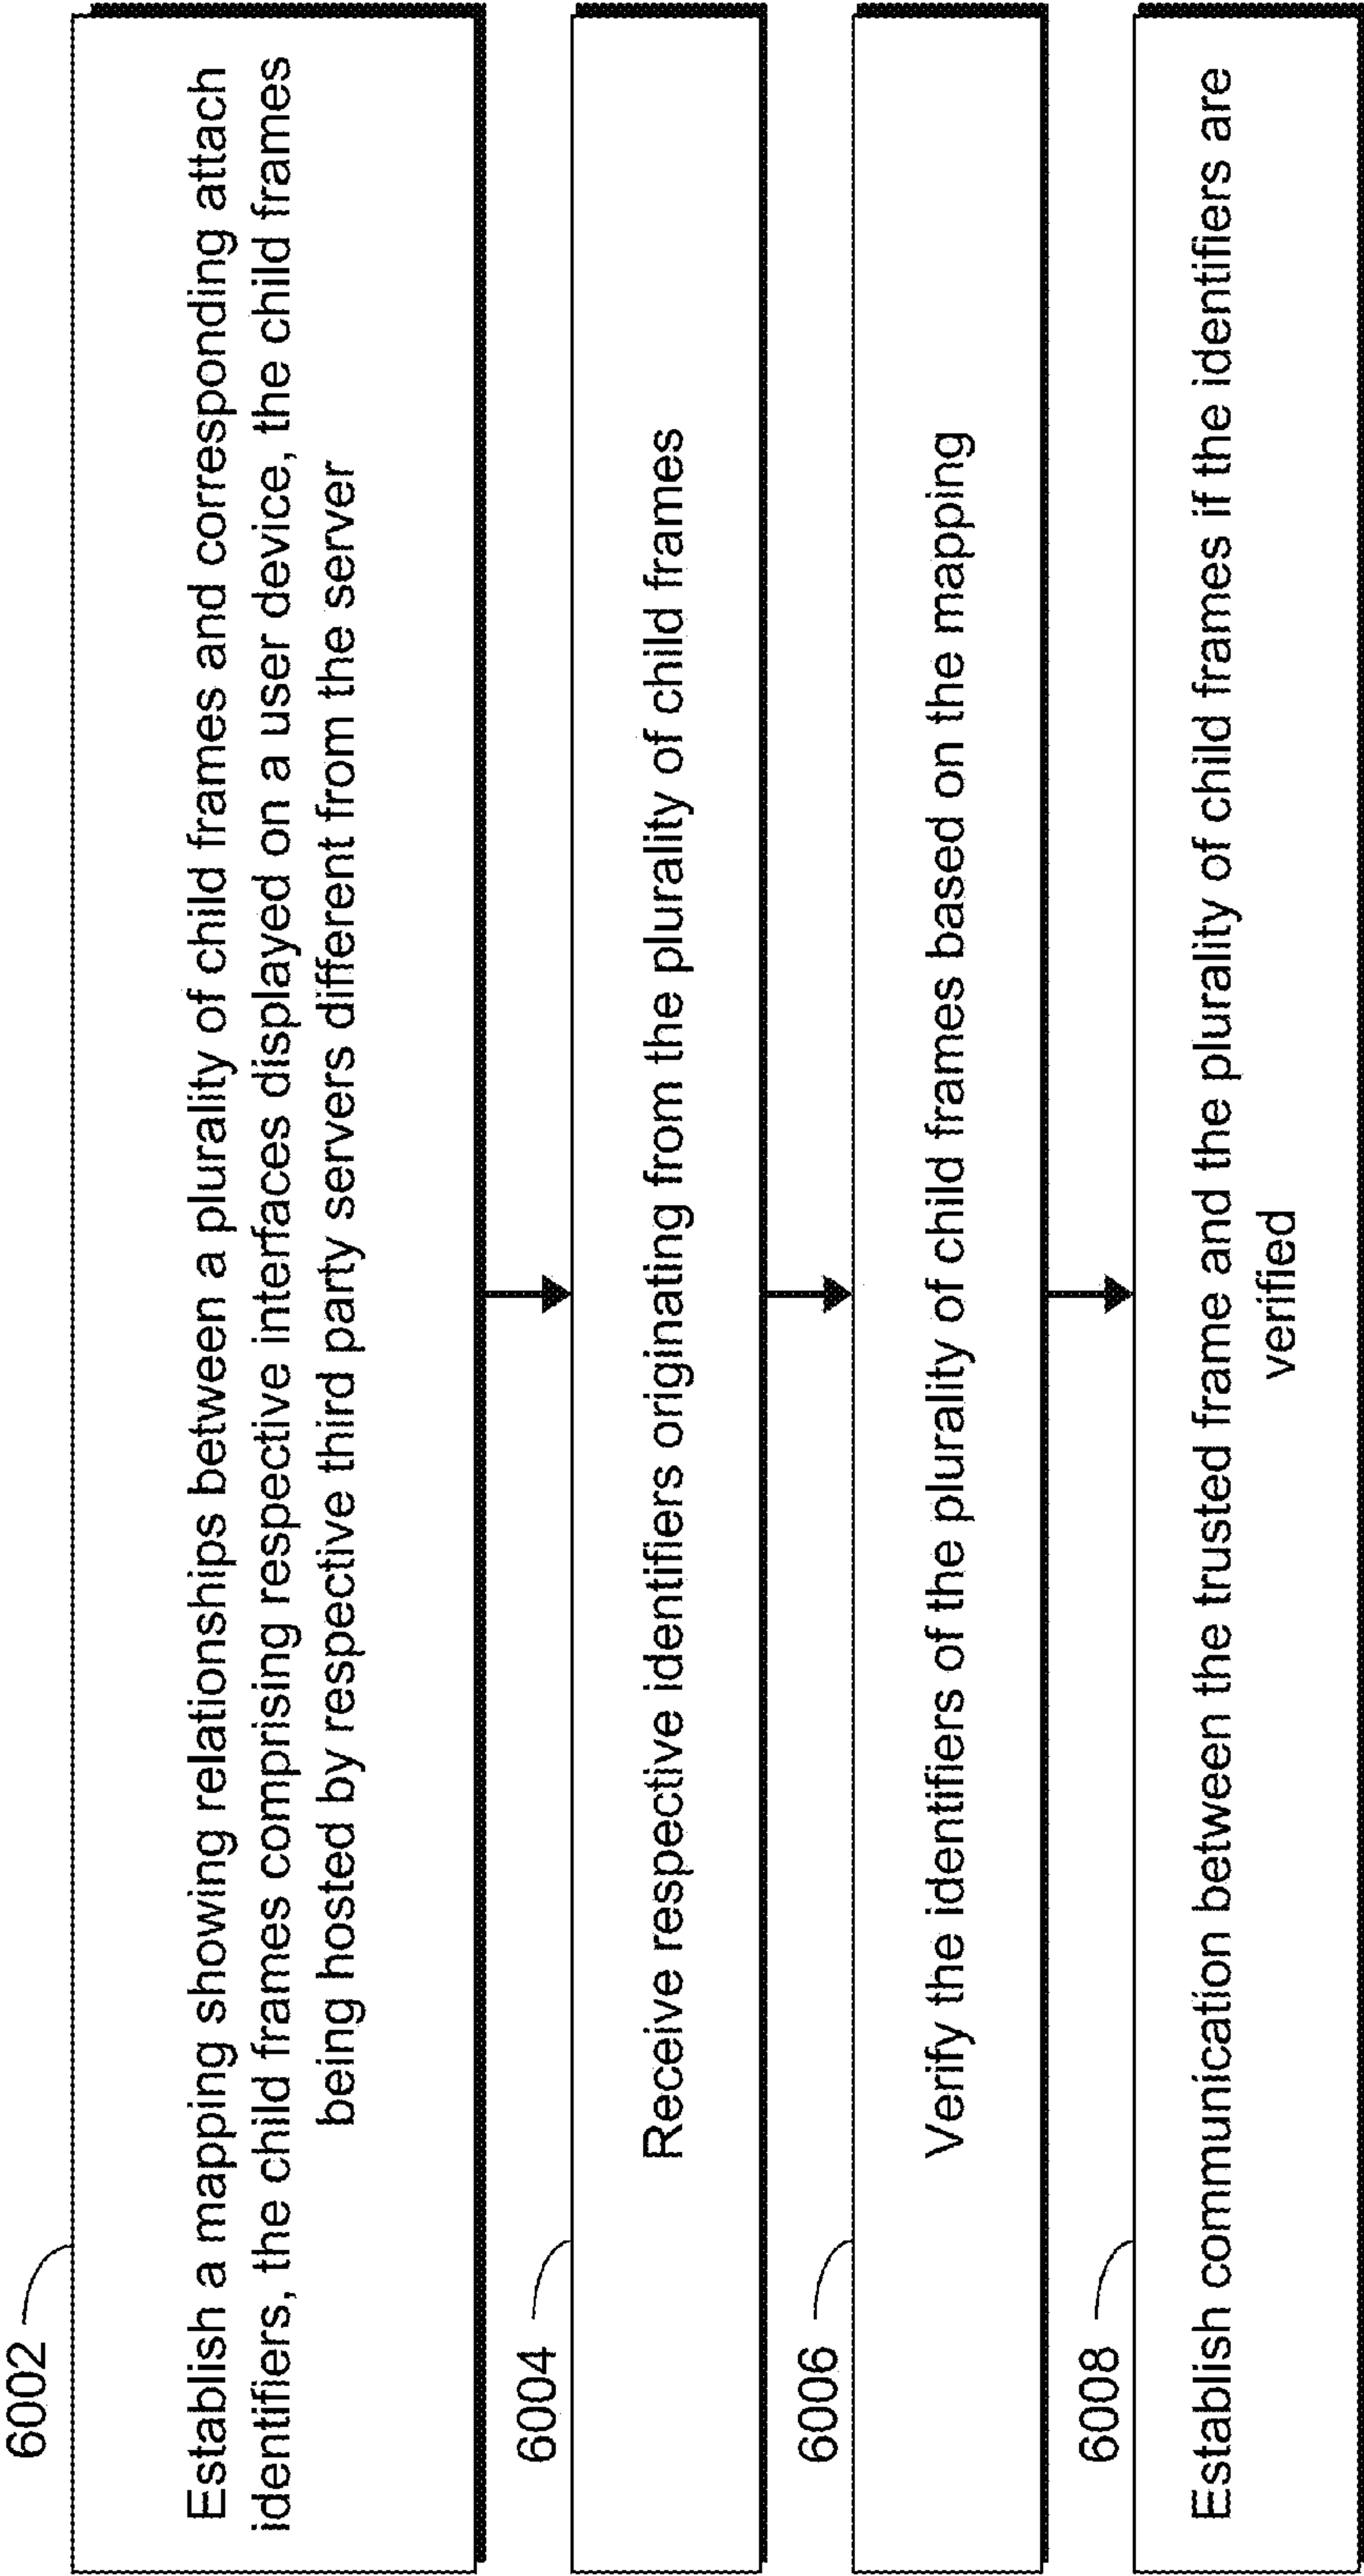 6002
Establish a mapping showing relationships between a plurality of child frames and corresponding attach
identifiers, the child frames comprising respective interfaces displayed on a user device, the child frames
being hosted by respective third party servers different from the server
6004
Receive respective identifiers originating from the plurality of child frames
6006
Verify the identifiers of the plurality of child frames based on the mapping
6008
Establish communication between the trusted frame and the plurality of child frames if the identifiers are
verified